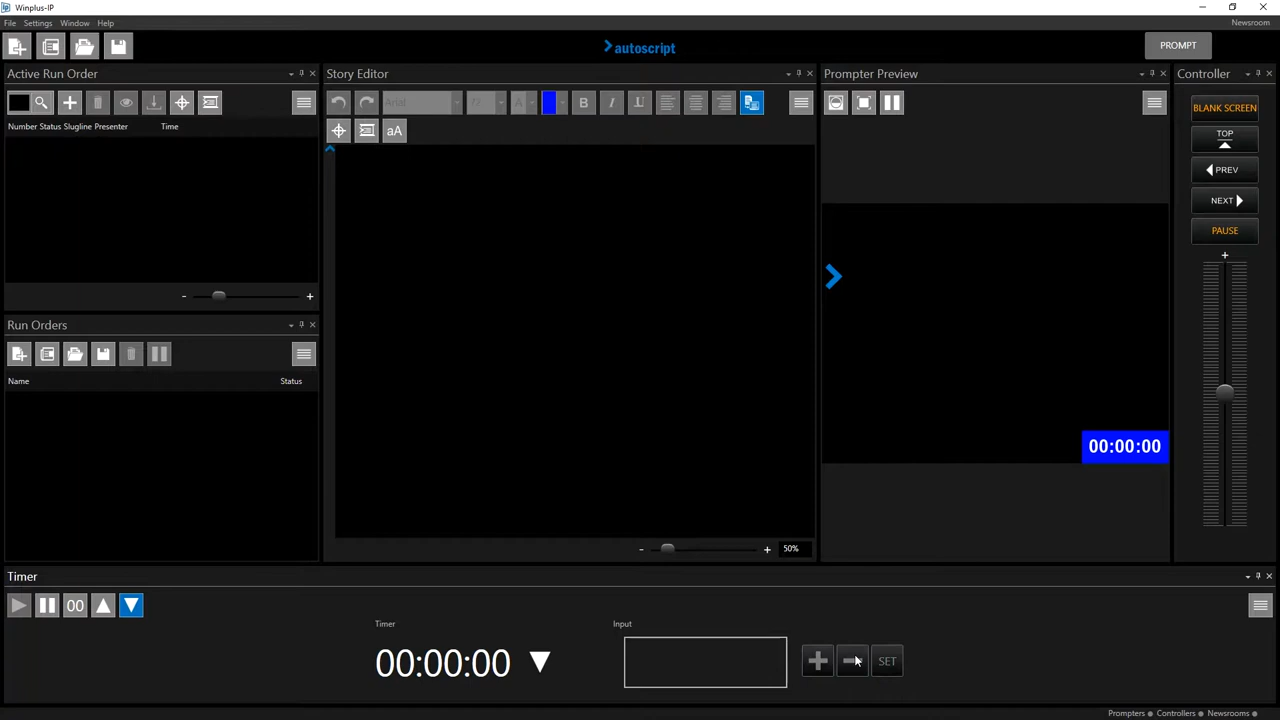 Winplus-IP
File Settings Window Help
Newsroom
autoscript
PROMPT
Active Run Order
Number Status Slugline Presenter Time
Run Orders
Name Status
Story Editor
Arial 72 A B I U
aA
50%
Prompter Preview
00:00:00
Controller
BLANK SCREEN
TOP
PREV
NEXT
PAUSE
+
Timer
00
Timer
00:00:00
Input
SET
Prompters Controllers Newsrooms